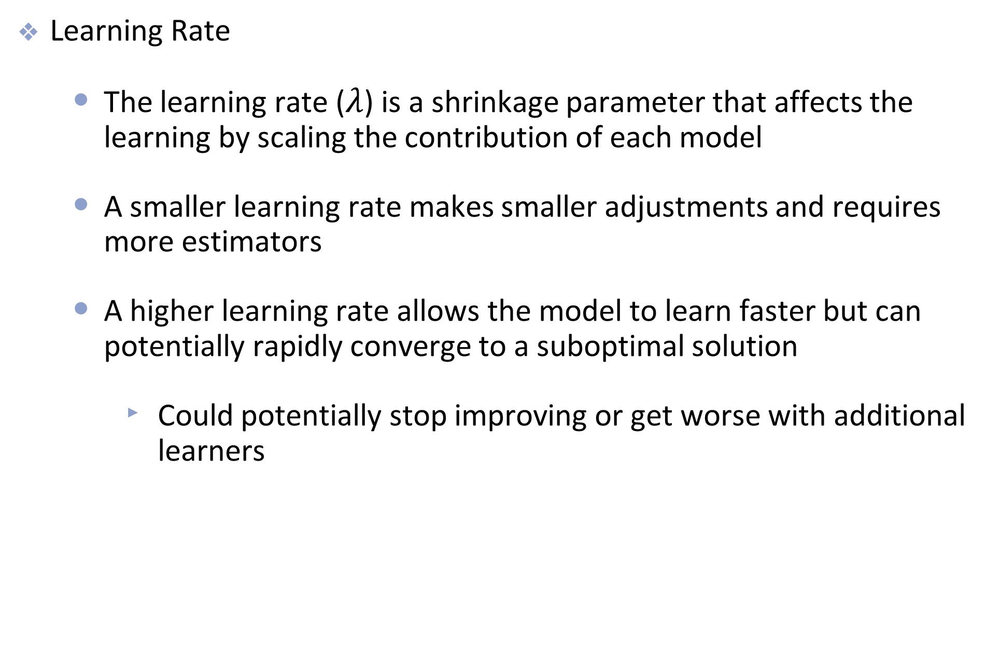 Learning Rate
The learning rate (λ) is a shrinkage parameter that affects the
learning by scaling the contribution of each model
A smaller learning rate makes smaller adjustments and requires
more estimators
A higher learning rate allows the model to learn faster but can
potentially rapidly converge to a suboptimal solution
Could potentially stop improving or get worse with additional
learners